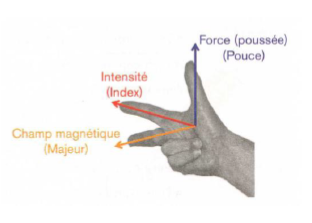 Force (poussée)
(Pouce)
Intensité
(Index)
Champ magnétique
(Majeur)